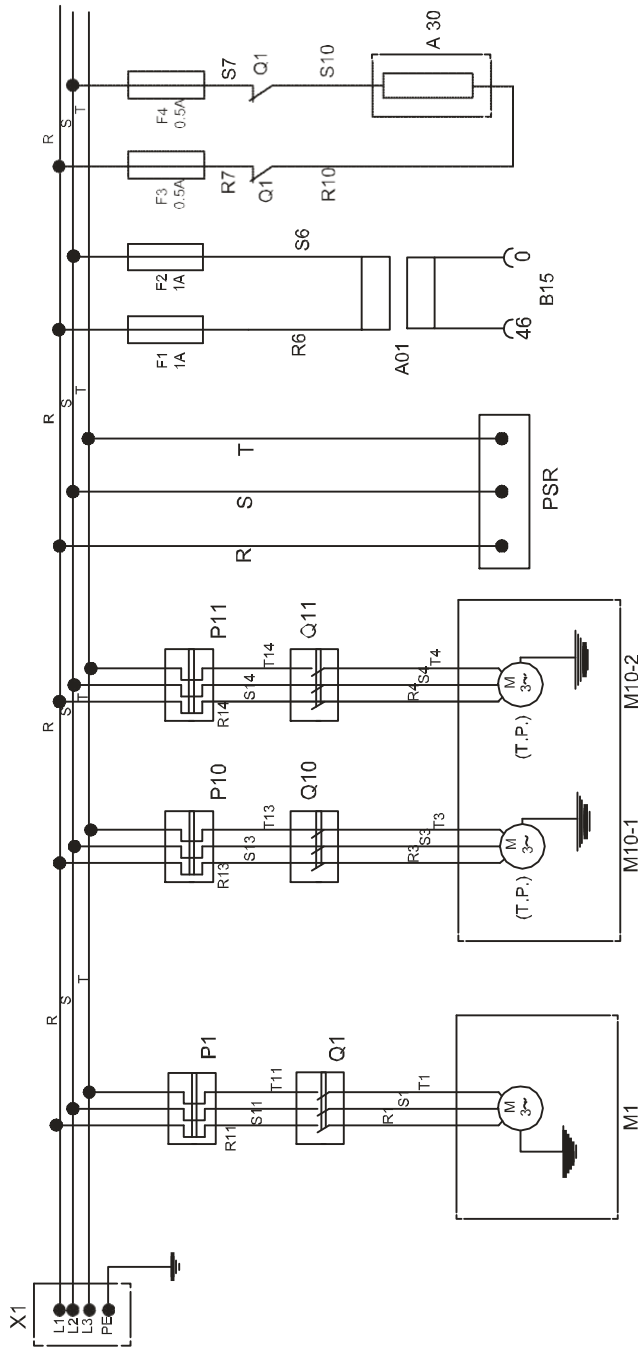 X1
L1
L2
L3
PE
R
S
T
P1
R11
S11
T11
Q1
R1
S1
T1
M
3~
M1
R
S
T
P10
R13
S13
T13
Q10
R3
S3
T3
M
3~
(T.P.)
M10-1
P11
R14
S14
T14
Q11
R4
S4
T4
M
3~
(T.P.)
M10-2
R
S
T
PSR
R
S
T
F1
1A
F2
1A
R6
S6
A01
46
0
B15
R
S
T
F3
0.5A
F4
0.5A
R7
S7
Q1
Q1
R10
S10
A 30